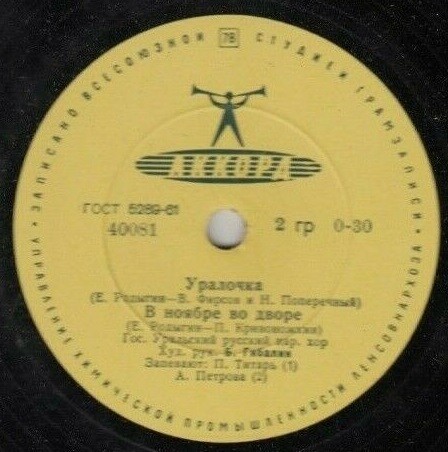 ЗАПИСАНО ВСЕСОЮЗНОЙ 78 СТУДИЕЙ ГРАМЗАПИСИ
АККОРД
ГОСТ 5289-61
40081
2 гр 0-30
Уралочка
(Е. Родыгин—В. Фирсов и Н. Поперечный)
В ноябре во дворе
(Е. Родыгин—П. Кривоножкин)
Гос. Уральский русский нар. хор
Худ. рук. Б. Гибалин
Запевают: П. Титарь (1)
А. Петрова (2)
УПРАВЛЕНИЕ ХИМИЧЕСКОЙ ПРОМЫШЛЕННОСТИ ЛЕНСОВНАРХОЗА